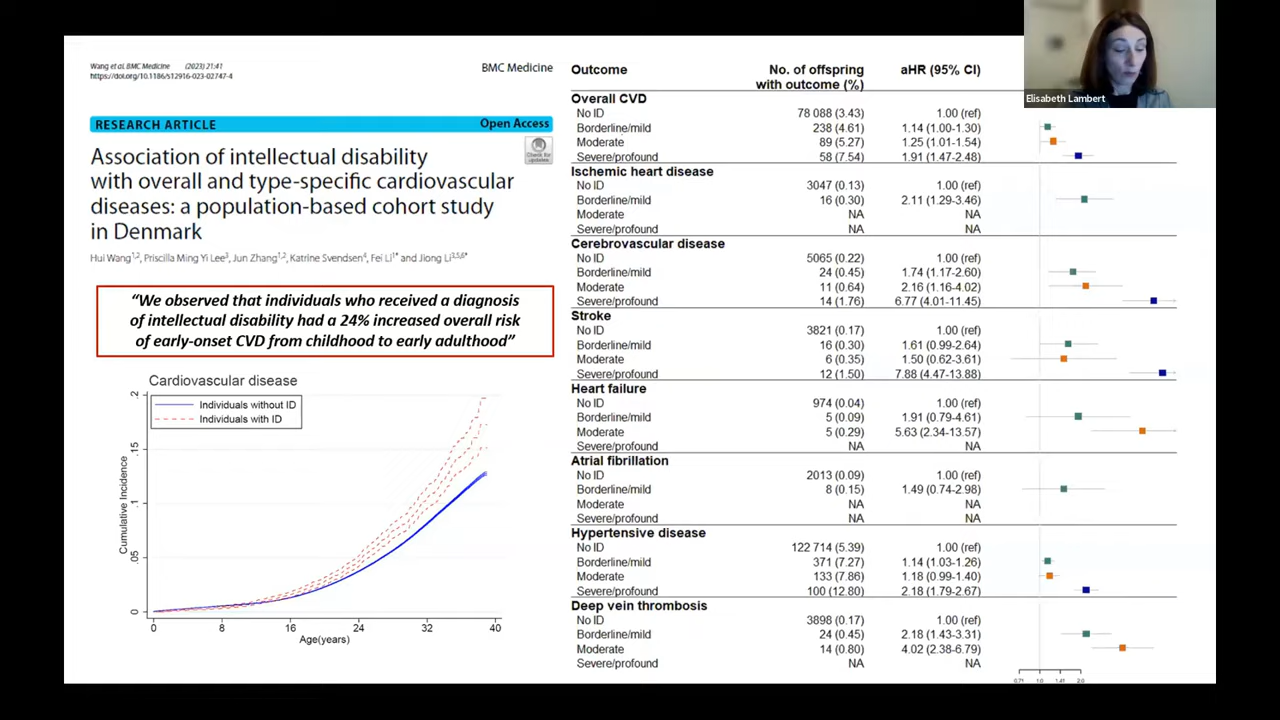 Wang et al. BMC Medicine (2023) 21:41
https://doi.org/10.1186/s12916-023-02747-4
BMC Medicine
RESEARCH ARTICLE
Open Access
Check for
updates
Association of intellectual disability
with overall and type-specific cardiovascular
diseases: a population-based cohort study
in Denmark
Hui Wang1,2, Priscilla Ming Yi Lee3, Jun Zhang1,2, Katrine Svendsen4, Fei Li1* and Jiong Li3,5,6*
“We observed that individuals who received a diagnosis
of intellectual disability had a 24% increased overall risk
of early-onset CVD from childhood to early adulthood”
Cardiovascular disease
Individuals without ID
Individuals with ID
Cumulative Incidence
.2
.15
.1
.05
0
0 8 16 24 32 40
Age(years)
Outcome No. of offspring aHR (95% CI)
with outcome (%)
Overall CVD
No ID 78 088 (3.43) 1.00 (ref)
Borderline/mild 238 (4.61) 1.14 (1.00-1.30)
Moderate 89 (5.27) 1.25 (1.01-1.54)
Severe/profound 58 (7.54) 1.91 (1.47-2.48)
Ischemic heart disease
No ID 3047 (0.13) 1.00 (ref)
Borderline/mild 16 (0.30) 2.11 (1.29-3.46)
Moderate NA NA
Severe/profound NA NA
Cerebrovascular disease
No ID 5065 (0.22) 1.00 (ref)
Borderline/mild 24 (0.45) 1.74 (1.17-2.60)
Moderate 11 (0.64) 2.16 (1.16-4.02)
Severe/profound 14 (1.76) 6.77 (4.01-11.45)
Stroke
No ID 3821 (0.17) 1.00 (ref)
Borderline/mild 16 (0.30) 1.61 (0.99-2.64)
Moderate 6 (0.35) 1.50 (0.62-3.61)
Severe/profound 12 (1.50) 7.88 (4.47-13.88)
Heart failure
No ID 974 (0.04) 1.00 (ref)
Borderline/mild 5 (0.09) 1.91 (0.79-4.61)
Moderate 5 (0.29) 5.63 (2.34-13.57)
Severe/profound NA NA
Atrial fibrillation
No ID 2013 (0.09) 1.00 (ref)
Borderline/mild 8 (0.15) 1.49 (0.74-2.98)
Moderate NA NA
Severe/profound NA NA
Hypertensive disease
No ID 122 714 (5.39) 1.00 (ref)
Borderline/mild 371 (7.27) 1.14 (1.03-1.26)
Moderate 133 (7.86) 1.18 (0.99-1.40)
Severe/profound 100 (12.80) 2.18 (1.79-2.67)
Deep vein thrombosis
No ID 3898 (0.17) 1.00 (ref)
Borderline/mild 24 (0.45) 2.18 (1.43-3.31)
Moderate 14 (0.80) 4.02 (2.38-6.79)
Severe/profound NA NA
0.71 1.0 1.41 2.0
Elisabeth Lambert